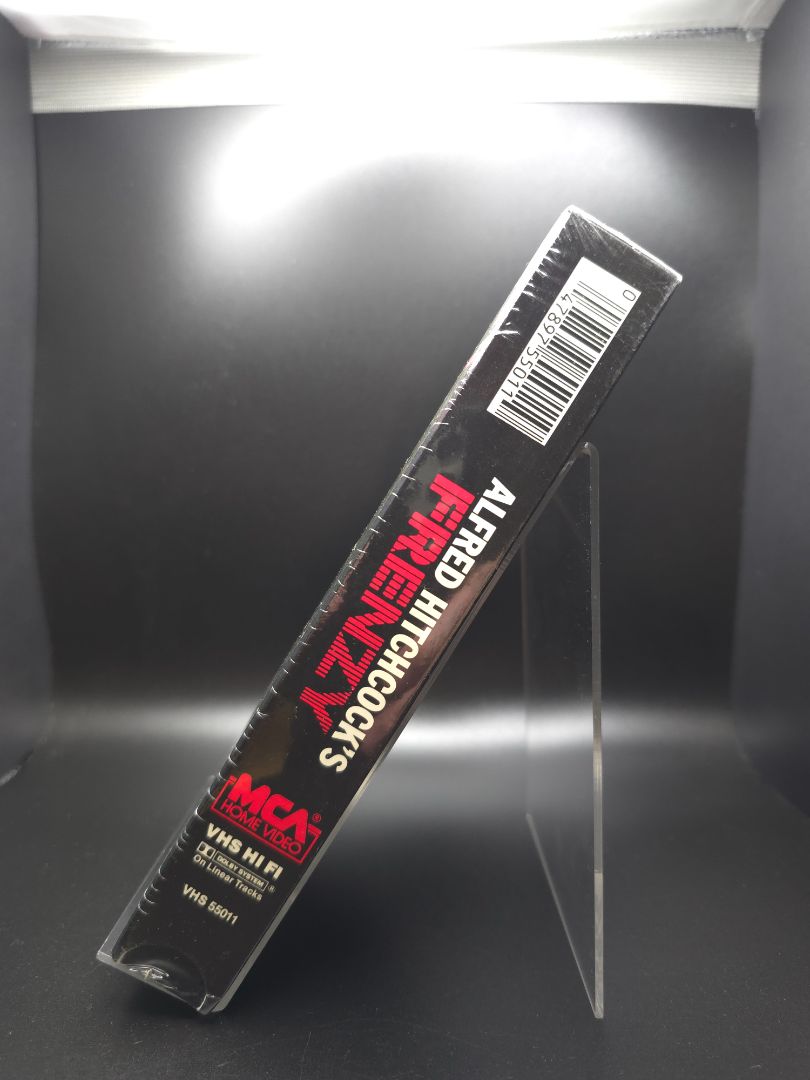 0 47897 55011
ALFRED HITCHCOCK'S
FRENZY
MCA®
HOME VIDEO
VHS HI FI
DOLBY SYSTEM ®
On Linear Tracks
VHS 55011